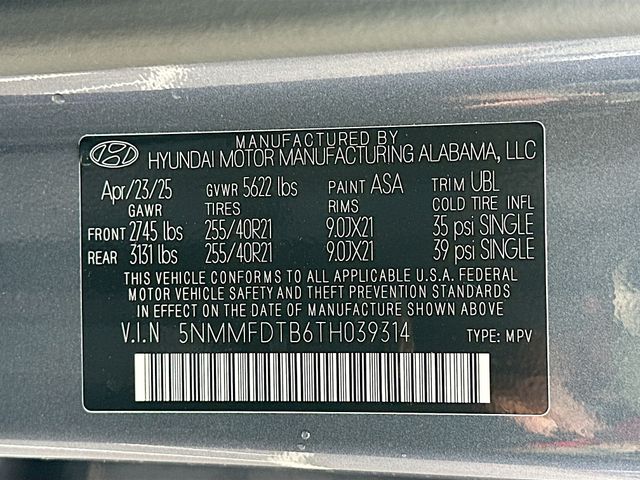 MANUFACTURED BY
HYUNDAI MOTOR MANUFACTURING ALABAMA, LLC
Apr/23/25 GVWR 5622 lbs PAINT ASA TRIM UBL
GAWR TIRES RIMS COLD TIRE INFL
FRONT 2745 lbs 255/40R21 9.0JX21 35 psi SINGLE
REAR 3131 lbs 255/40R21 9.0JX21 39 psi SINGLE
THIS VEHICLE CONFORMS TO ALL APPLICABLE U.S.A. FEDERAL
MOTOR VEHICLE SAFETY AND THEFT PREVENTION STANDARDS
IN EFFECT ON THE DATE OF MANUFACTURE SHOWN ABOVE
V.I.N 5NMMFDTB6TH039314 TYPE: MPV